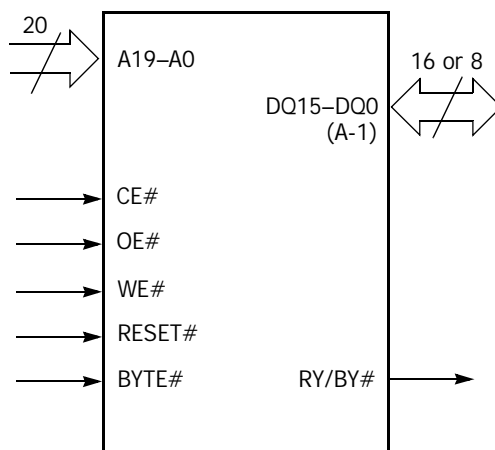 20
A19–A0
16 or 8
DQ15–DQ0
(A-1)
CE#
OE#
WE#
RESET#
BYTE#
RY/BY#